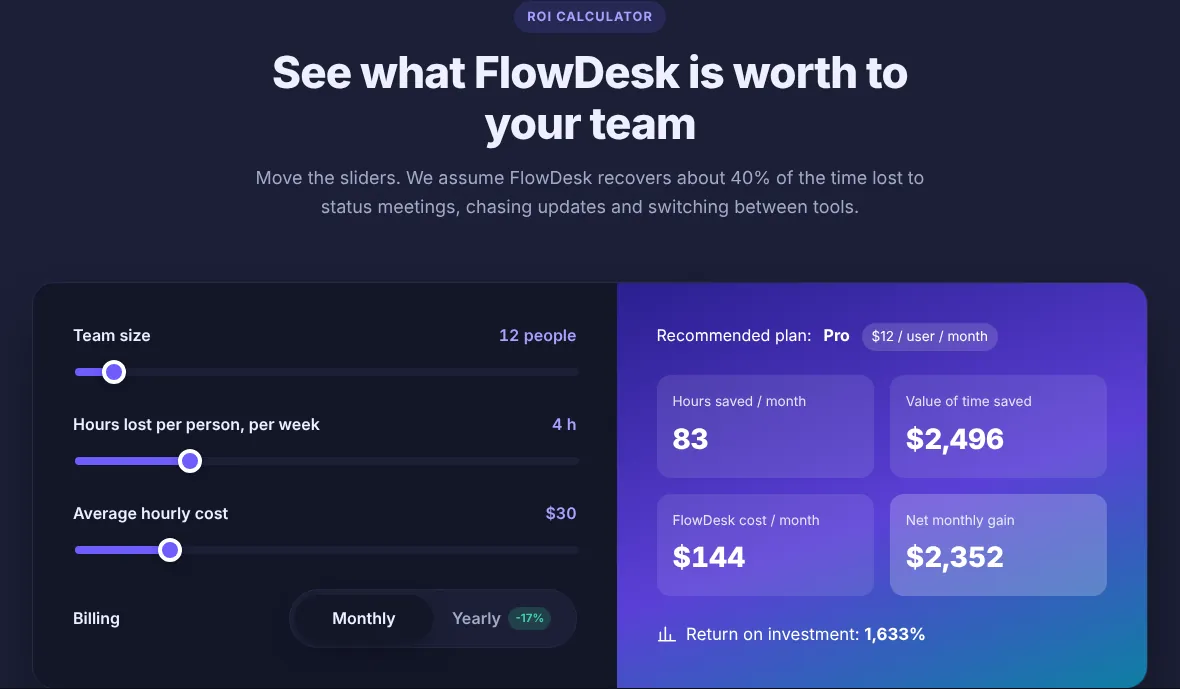 ROI CALCULATOR
See what FlowDesk is worth to
your team
Move the sliders. We assume FlowDesk recovers about 40% of the time lost to
status meetings, chasing updates and switching between tools.
Team size
12 people
Hours lost per person, per week
4 h
Average hourly cost
$30
Billing
Monthly
Yearly -17%
Recommended plan: Pro $12 / user / month
Hours saved / month
83
Value of time saved
$2,496
FlowDesk cost / month
$144
Net monthly gain
$2,352
Return on investment: 1,633%